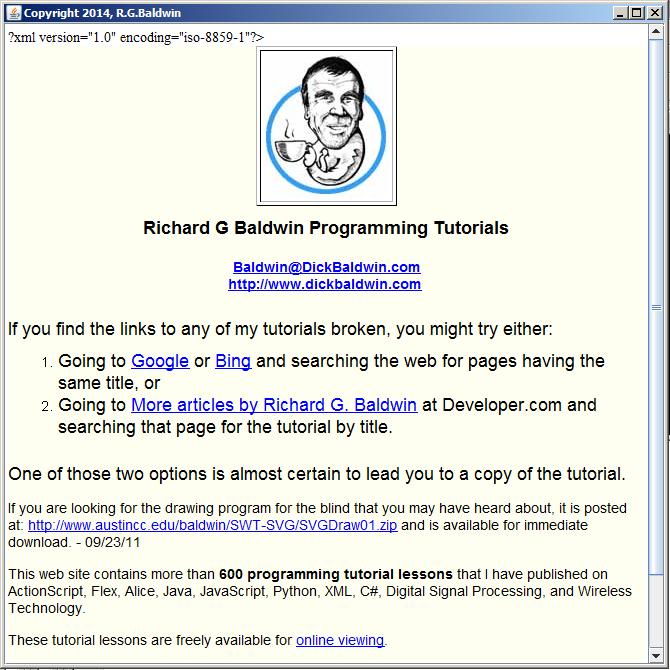 Copyright 2014, R.G.Baldwin
?xml version="1.0" encoding="iso-8859-1"?>
Richard G Baldwin Programming Tutorials
Baldwin@DickBaldwin.com
http://www.dickbaldwin.com
If you find the links to any of my tutorials broken, you might try either:
1. Going to Google or Bing and searching the web for pages having the
same title, or
2. Going to More articles by Richard G. Baldwin at Developer.com and
searching that page for the tutorial by title.
One of those two options is almost certain to lead you to a copy of the tutorial.
If you are looking for the drawing program for the blind that you may have heard about, it is posted
at: http://www.austincc.edu/baldwin/SWT-SVG/SVGDraw01.zip and is available for immediate
download. - 09/23/11
This web site contains more than 600 programming tutorial lessons that I have published on
ActionScript, Flex, Alice, Java, JavaScript, Python, XML, C#, Digital Signal Processing, and Wireless
Technology.
These tutorial lessons are freely available for online viewing.